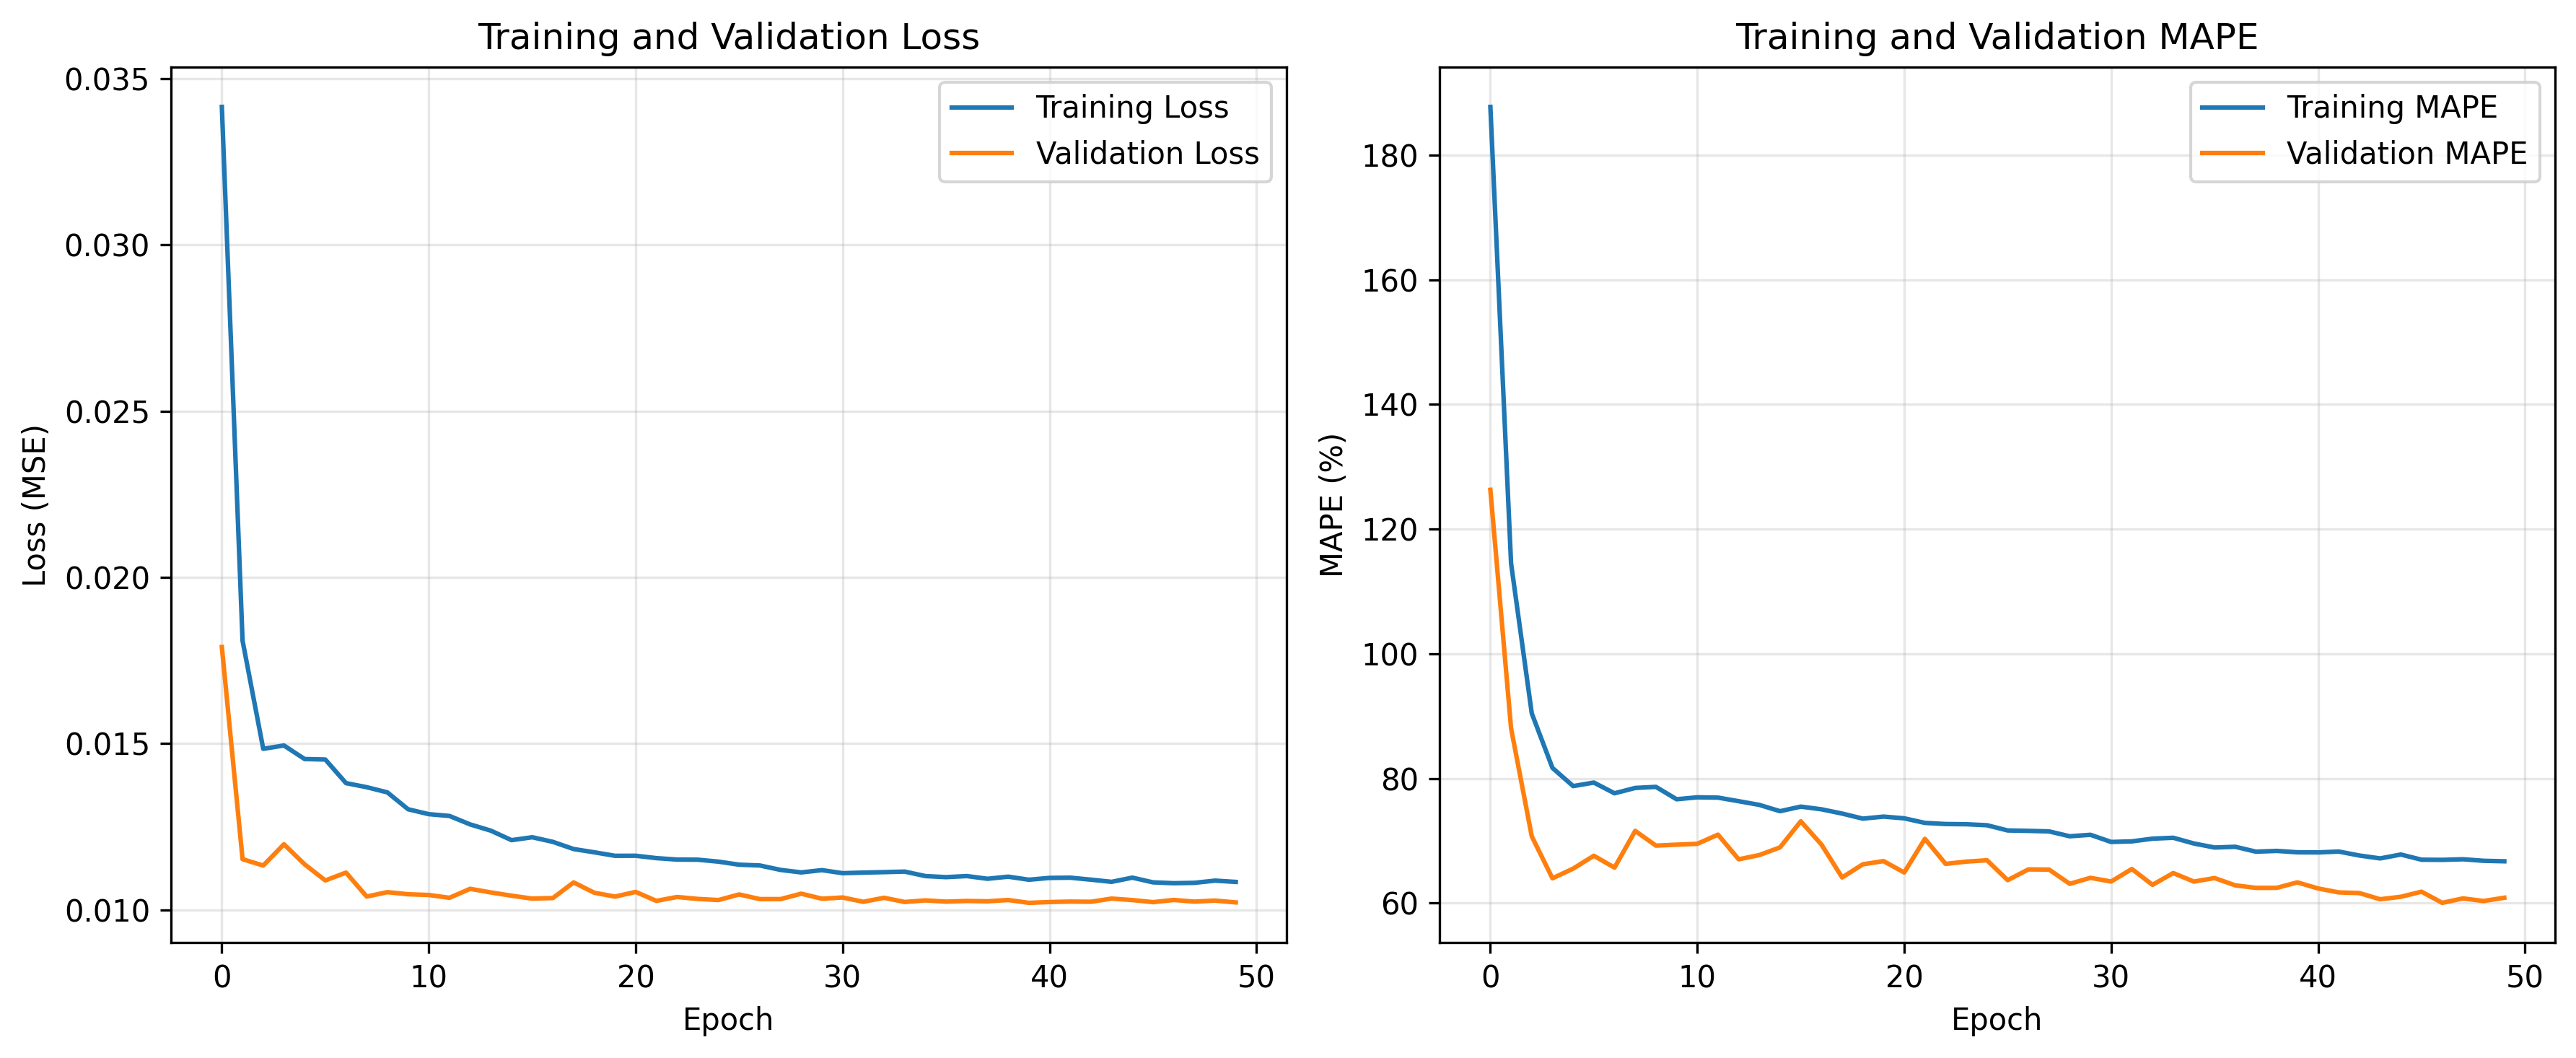 Training and Validation Loss
0.035
0.030
0.025
0.020
0.015
0.010
Loss (MSE)
Training Loss
Validation Loss
0 10 20 30 40 50
Epoch
Training and Validation MAPE
180
160
140
120
100
80
60
MAPE (%)
Training MAPE
Validation MAPE
0 10 20 30 40 50
Epoch